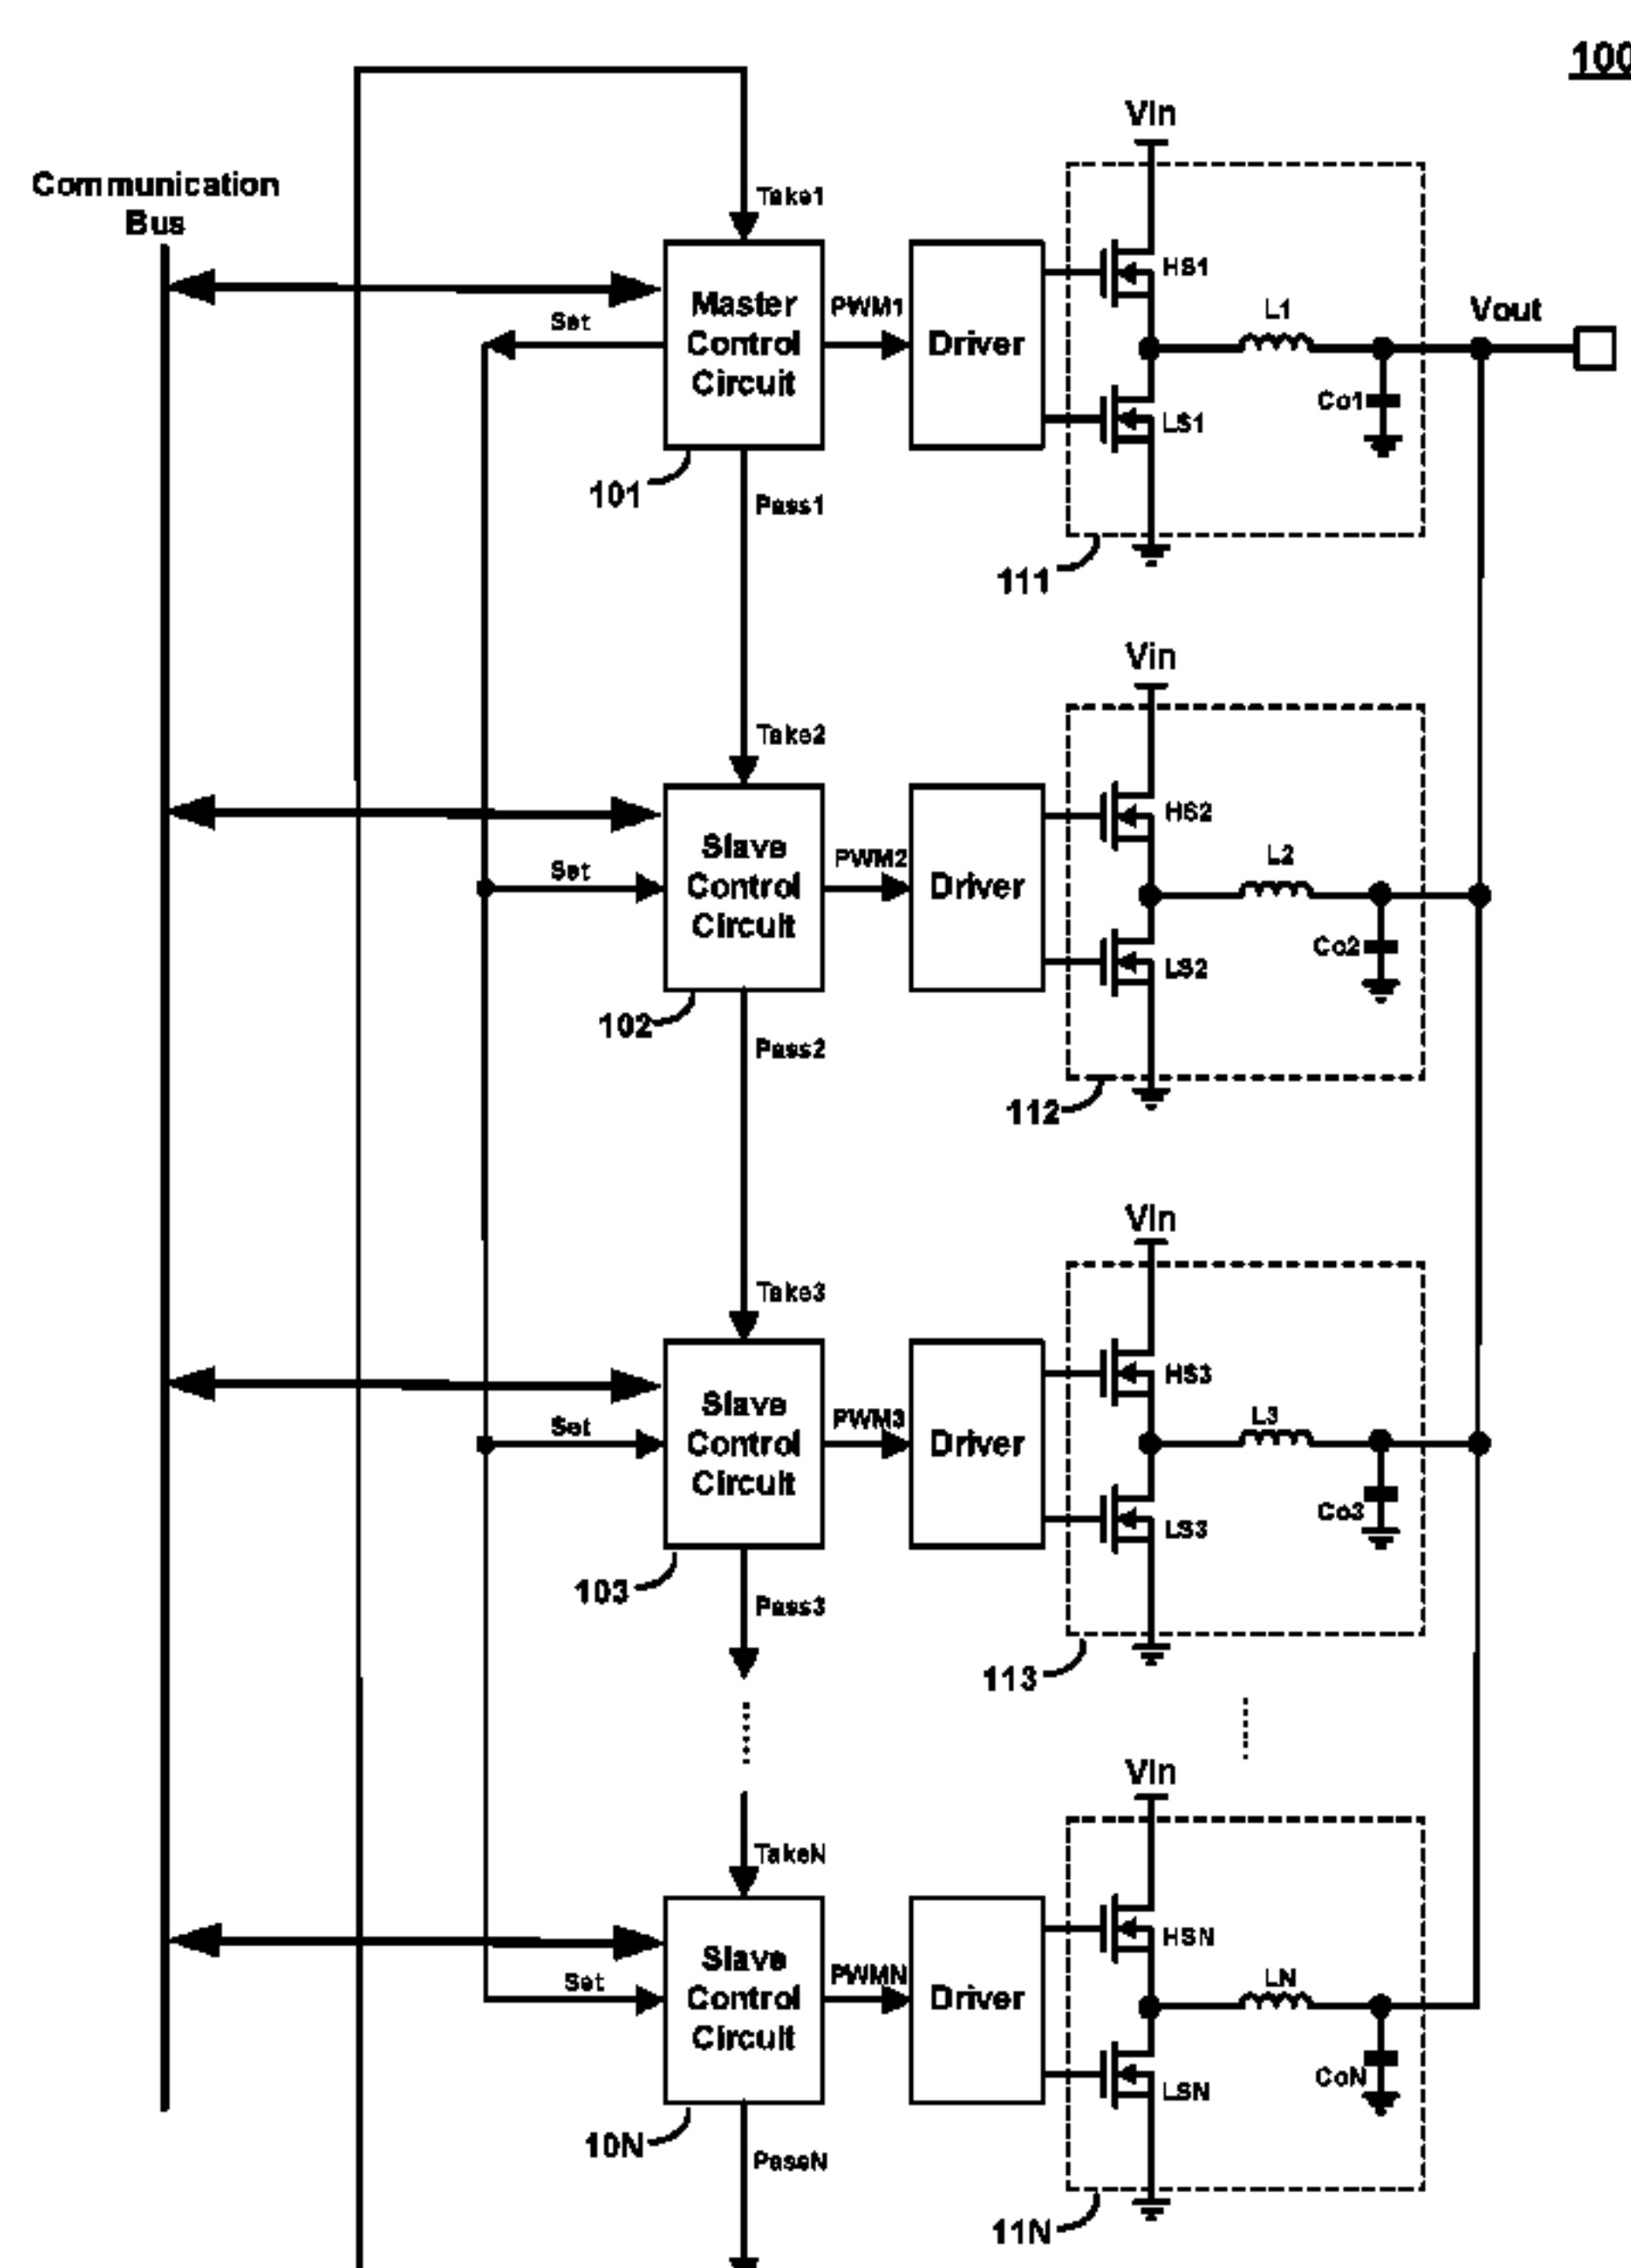 100
Vin
Communication
Bus
Take1
HS1
Master
Control
Circuit
PWM1
Driver
L1
Vout
Set
Co1
LS1
101
Pass1
111
Vin
Take2
HS2
Slave
Control
Circuit
PWM2
Driver
L2
Set
Co2
LS2
102
Pass2
112
Vin
Take3
HS3
Slave
Control
Circuit
PWM3
Driver
L3
Set
Co3
LS3
103
Pass3
113
Vin
TakeN
HSN
Slave
Control
Circuit
PWMN
Driver
LN
Set
CoN
LSN
10N
PassN
11N